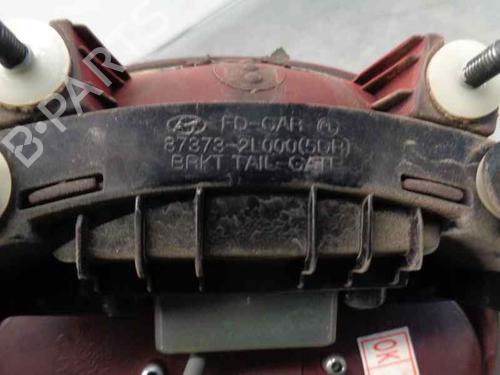 FD-CAR
87373-2L000(5DR)
BRKT TAIL-GATE
OK
B-PARTS